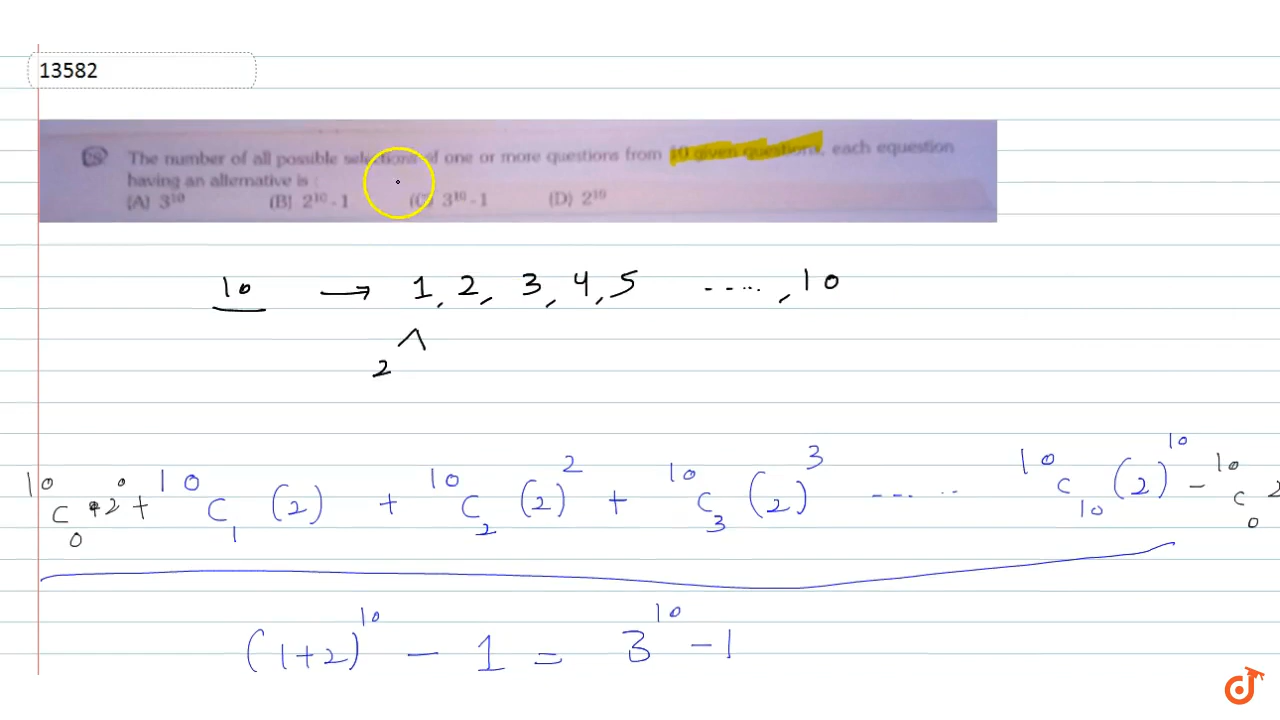 13582
The number of all possible selections of one or more questions from 10 given questions, each equestion
having an alternative is :
(A) 3¹⁰ (B) 2¹⁰ - 1 (C) 3¹⁰ - 1 (D) 2¹⁰
10 → 1, 2, 3, 4, 5 ....., 10
2
¹⁰C₀ 2⁰ + ¹⁰C₁ (2) + ¹⁰C₂ (2)² + ¹⁰C₃ (2)³ ..... ¹⁰C₁₀ (2)¹⁰ - ¹⁰C₀ 2
(1+2)¹⁰ - 1 = 3¹⁰ - 1